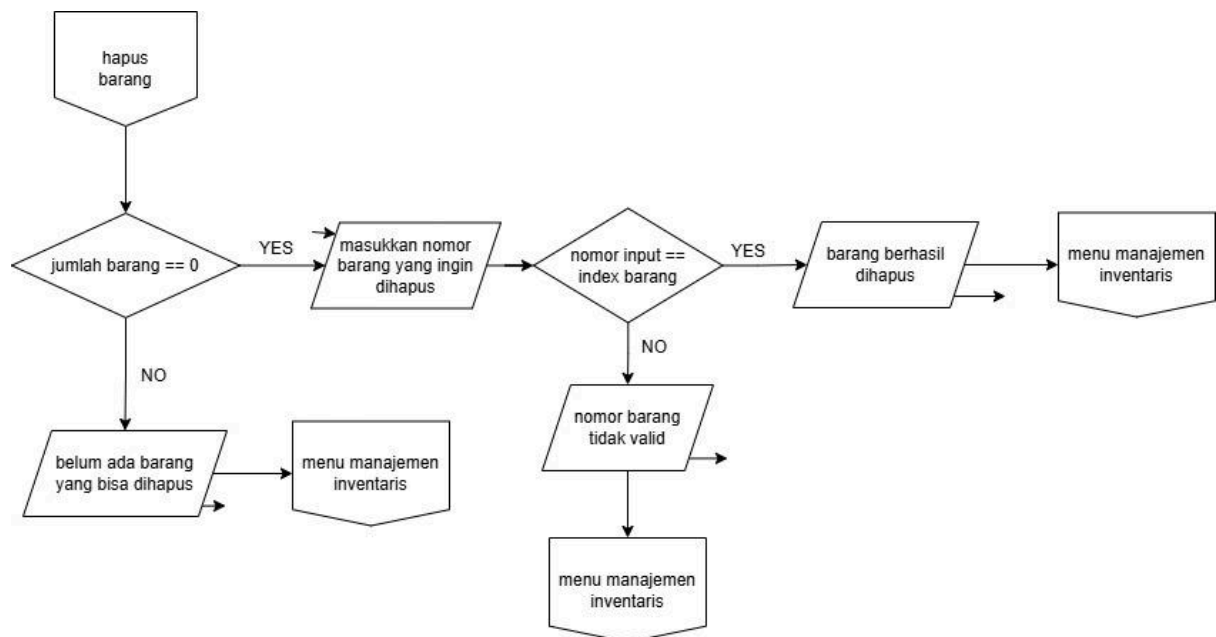 hapus
barang
jumlah barang == 0
YES
masukkan nomor
barang yang ingin
dihapus
nomor input ==
index barang
YES
barang berhasil
dihapus
menu manajemen
inventaris
NO
NO
belum ada barang
yang bisa dihapus
menu manajemen
inventaris
nomor barang
tidak valid
menu manajemen
inventaris